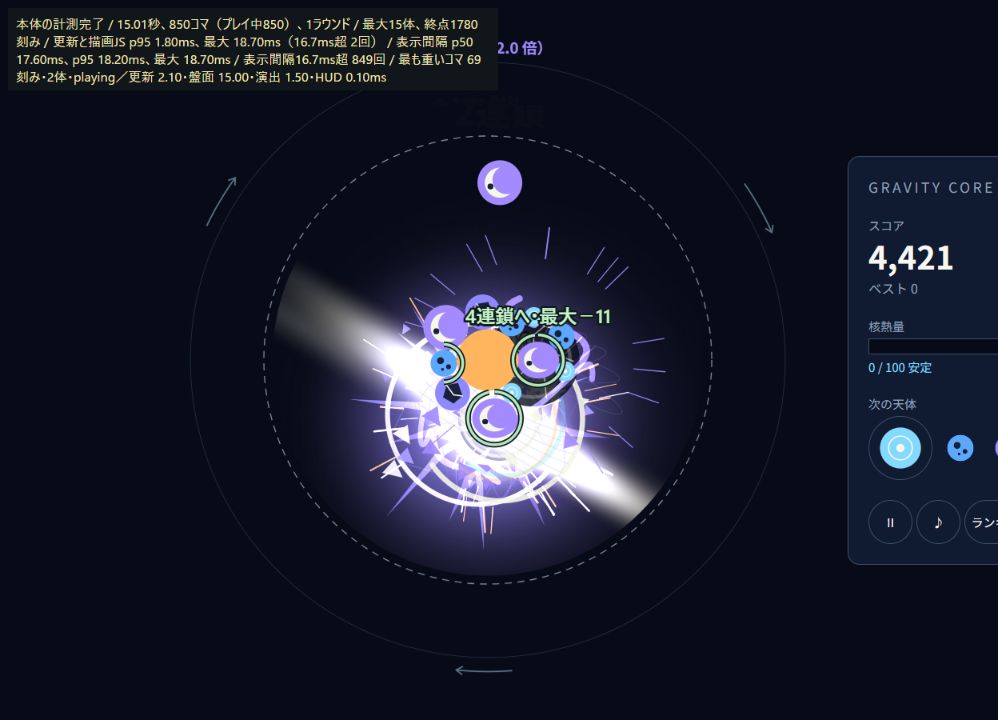 本体の計測完了 / 15.01秒、850コマ（プレイ中850）、1ラウンド / 最大15体、終点1780
刻み / 更新と描画JS p95 1.80ms、最大 18.70ms（16.7ms超 2回） / 表示間隔 p50
17.60ms、p95 18.20ms、最大 18.70ms / 表示間隔16.7ms超 849回 / 最も重いコマ 69
刻み・2体・playing／更新 2.10・盤面 15.00・演出 1.50・HUD 0.10ms
2.0 倍）
2連鎖
4連鎖へ・最大－11
GRAVITY CORE
スコア
4,421
ベスト 0
核熱量
0 / 100 安定
次の天体
ラン